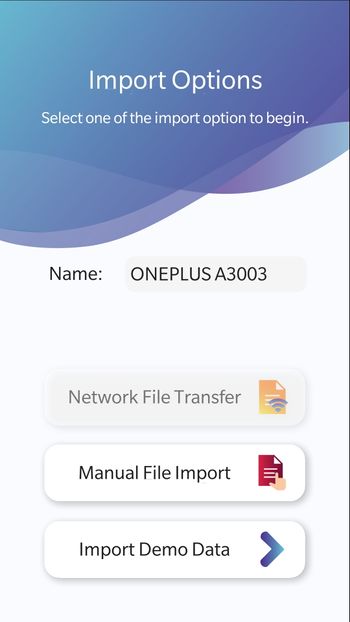 Import Options
Select one of the import option to begin.
Name: ONEPLUS A3003
Network File Transfer
Manual File Import
Import Demo Data